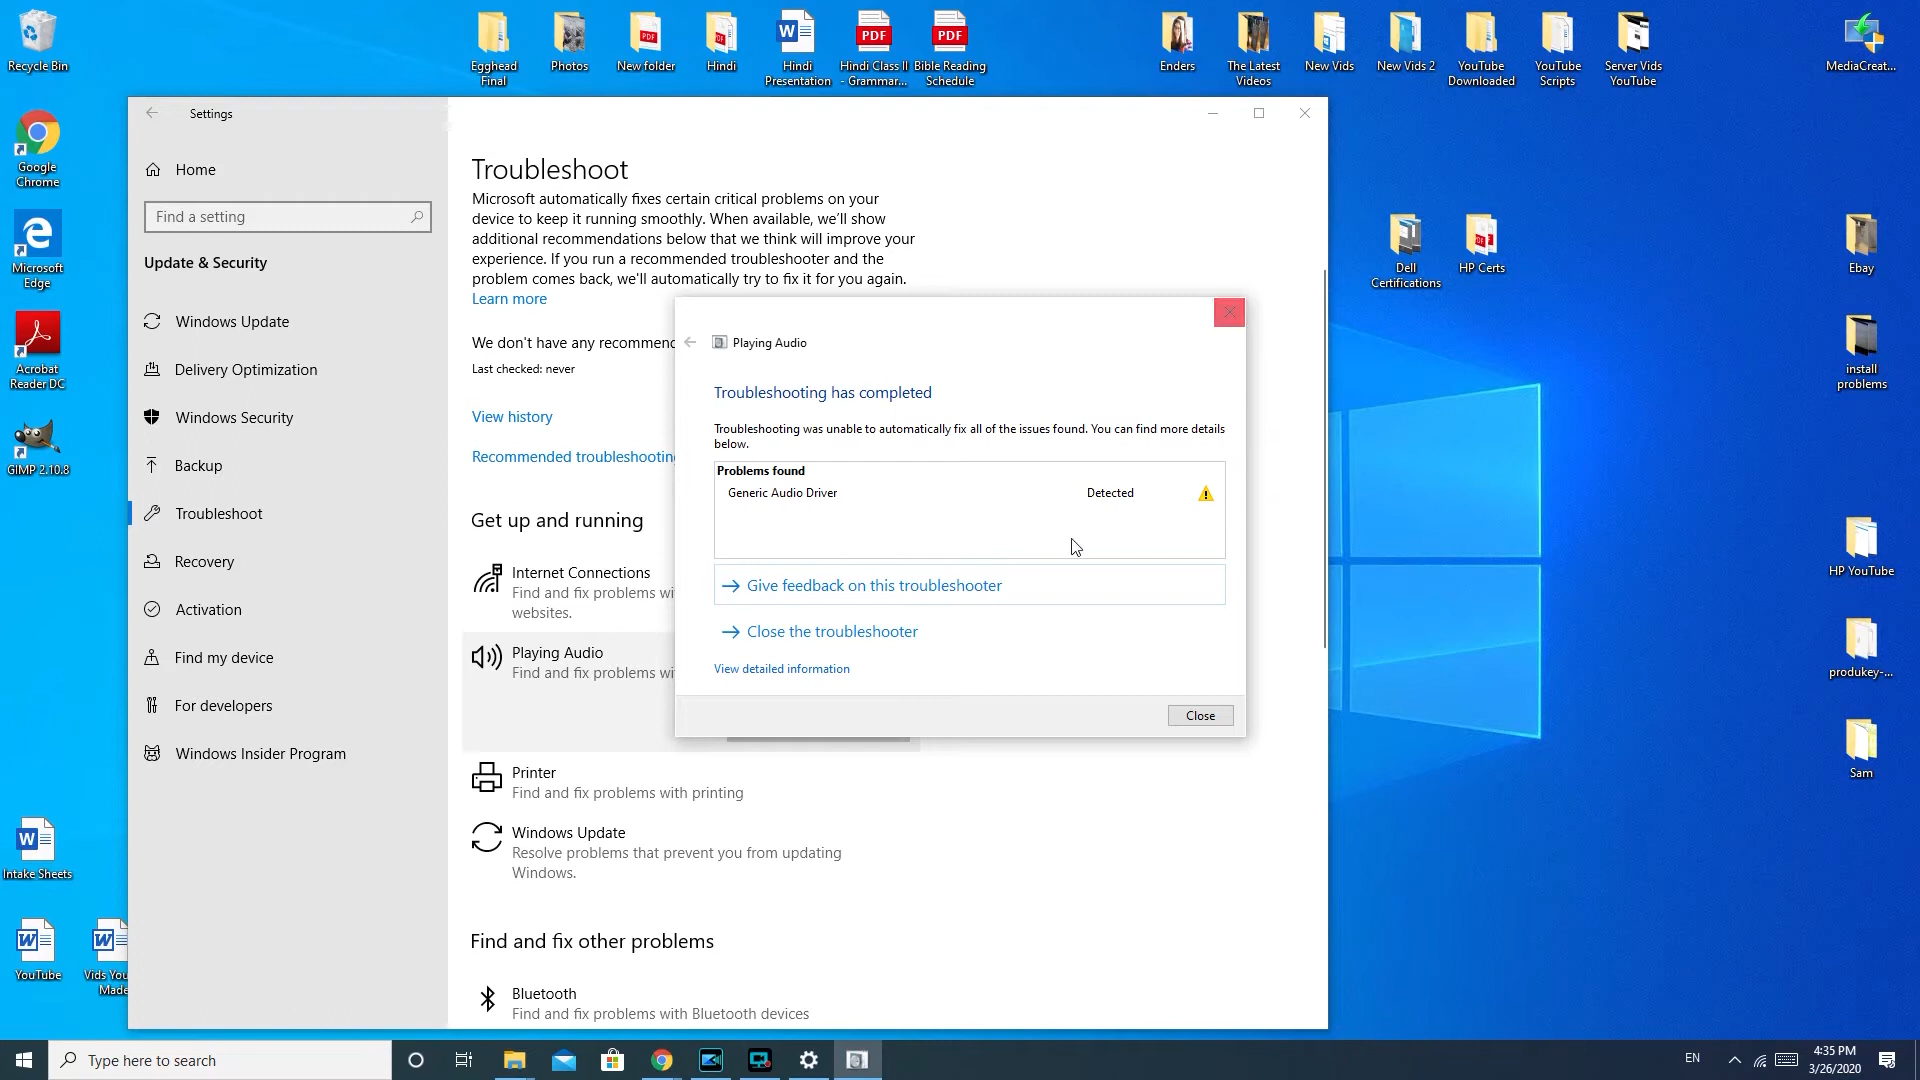 Recycle Bin
Egghead
Final
Photos
New folder
Hindi
Hindi
Presentation
Hindi Class II
- Grammar...
Bible Reading
Schedule
Enders
The Latest
Videos
New Vids
New Vids 2
YouTube
Downloaded
YouTube
Scripts
Server Vids
YouTube
MediaCreat...
Google
Chrome
Microsoft
Edge
Acrobat
Reader DC
GIMP 2.10.8
Intake Sheets
YouTube
Vids You
Made
Dell
Certifications
HP Certs
Ebay
install
problems
HP YouTube
produkey-...
Sam
Settings
Home
Find a setting
Update & Security
Windows Update
Delivery Optimization
Windows Security
Backup
Troubleshoot
Recovery
Activation
Find my device
For developers
Windows Insider Program
Troubleshoot
Microsoft automatically fixes certain critical problems on your
device to keep it running smoothly. When available, we'll show
additional recommendations below that we think will improve your
experience. If you run a recommended troubleshooter and the
problem comes back, we'll automatically try to fix it for you again.
Learn more
We don't have any recommend
Last checked: never
View history
Recommended troubleshooting
Get up and running
Internet Connections
Find and fix problems wi
websites.
Playing Audio
Find and fix problems wi
Printer
Find and fix problems with printing
Windows Update
Resolve problems that prevent you from updating
Windows.
Find and fix other problems
Bluetooth
Find and fix problems with Bluetooth devices
Playing Audio
Troubleshooting has completed
Troubleshooting was unable to automatically fix all of the issues found. You can find more details
below.
Problems found
Generic Audio Driver Detected
Give feedback on this troubleshooter
Close the troubleshooter
View detailed information
Close
Type here to search
EN
4:35 PM
3/26/2020